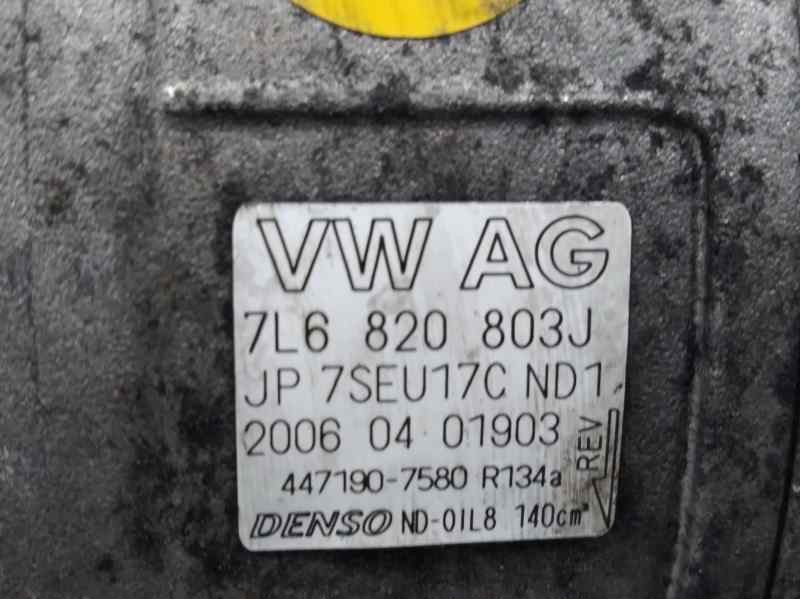 VW AG
7L6 820 803J
JP 7SEU17C ND1
2006 04 01903
REV
447190-7580 R134a
DENSO ND-OIL8 140cm³